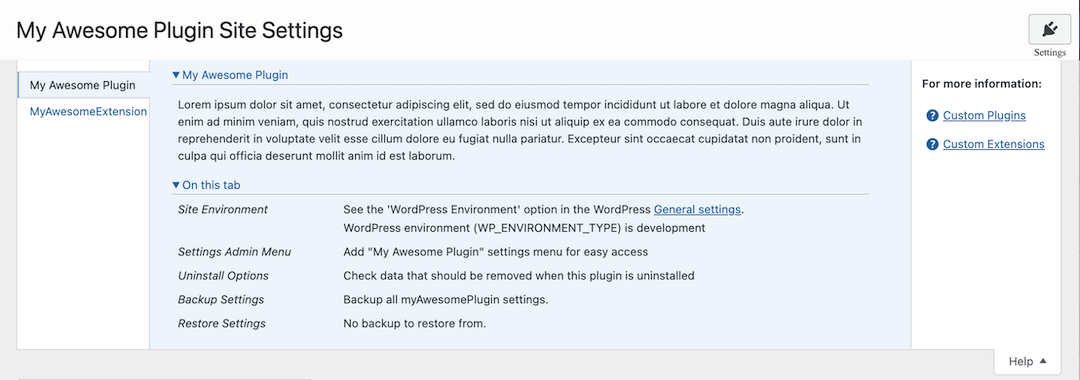 My Awesome Plugin Site Settings
Settings
My Awesome Plugin
MyAwesomeExtension
▼ My Awesome Plugin
Lorem ipsum dolor sit amet, consectetur adipiscing elit, sed do eiusmod tempor incididunt ut labore et dolore magna aliqua. Ut
enim ad minim veniam, quis nostrud exercitation ullamco laboris nisi ut aliquip ex ea commodo consequat. Duis aute irure dolor in
reprehenderit in voluptate velit esse cillum dolore eu fugiat nulla pariatur. Excepteur sint occaecat cupidatat non proident, sunt in
culpa qui officia deserunt mollit anim id est laborum.
▼ On this tab
Site Environment See the 'WordPress Environment' option in the WordPress General settings.
WordPress environment (WP_ENVIRONMENT_TYPE) is development
Settings Admin Menu Add "My Awesome Plugin" settings menu for easy access
Uninstall Options Check data that should be removed when this plugin is uninstalled
Backup Settings Backup all myAwesomePlugin settings.
Restore Settings No backup to restore from.
For more information:
Custom Plugins
Custom Extensions
Help ▲